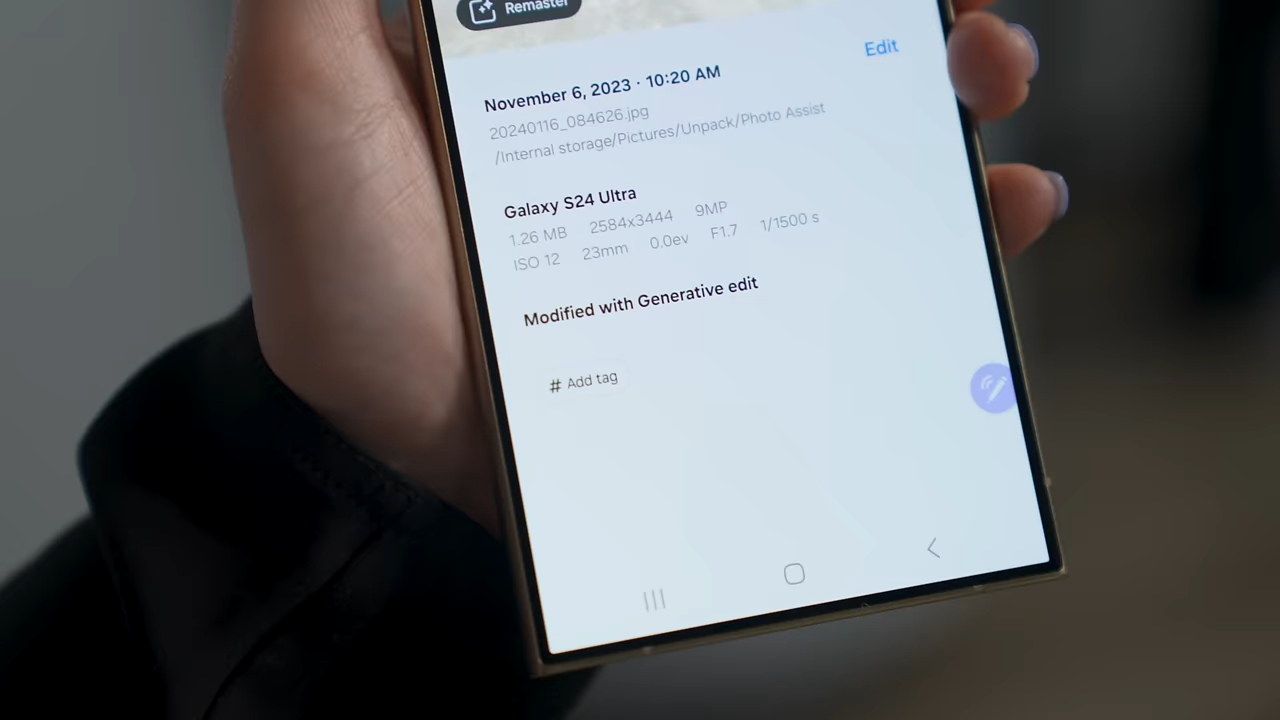 Remaster
Edit
November 6, 2023 · 10:20 AM
20240116_084626.jpg
/Internal storage/Pictures/Unpack/Photo Assist
Galaxy S24 Ultra
1.26 MB 2584x3444 9MP
ISO 12 23mm 0.0ev F1.7 1/1500 s
Modified with Generative edit
# Add tag